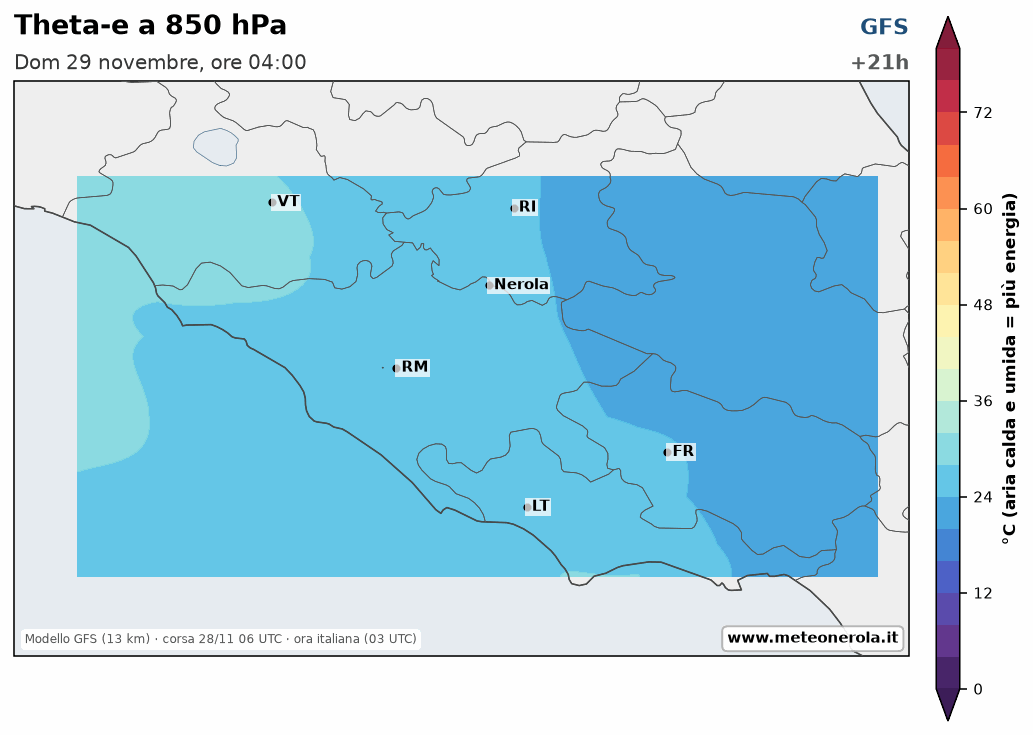 Theta-e a 850 hPa
GFS
Dom 29 novembre, ore 04:00
+21h
VT
RI
Nerola
RM
FR
LT
72
60
48
36
24
12
0
°C (aria calda e umida = più energia)
Modello GFS (13 km) · corsa 28/11 06 UTC · ora italiana (03 UTC)
www.meteonerola.it